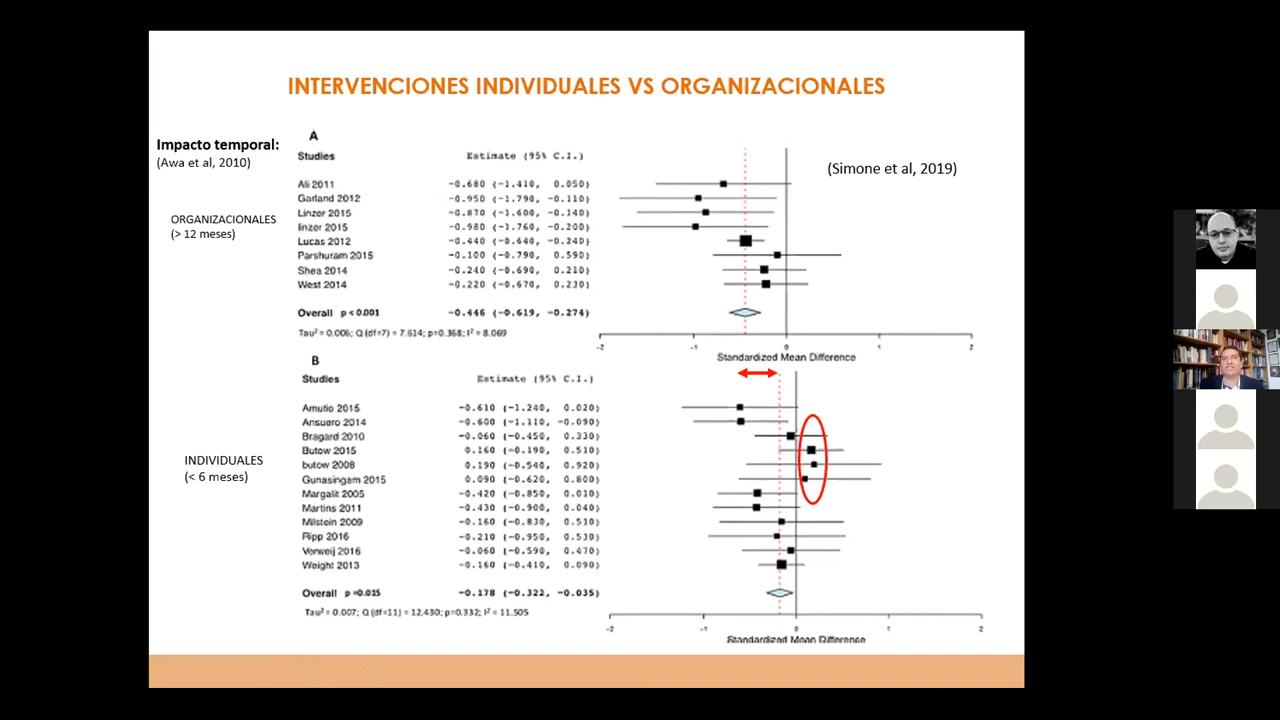 INTERVENCIONES INDIVIDUALES VS ORGANIZACIONALES
Impacto temporal:
(Awa et al, 2010)
(Simone et al, 2019)
A
Studies Estimate (95% C.I.)
Ali 2011 -0.680 (-1.410, 0.050)
Garland 2012 -0.950 (-1.790, -0.110)
Linzer 2015 -0.870 (-1.600, -0.140)
linzer 2015 -0.980 (-1.760, -0.200)
Lucas 2012 -0.440 (-0.640, -0.240)
Parshuram 2015 -0.100 (-0.790, 0.590)
Shea 2014 -0.240 (-0.690, 0.210)
West 2014 -0.220 (-0.670, 0.230)
Overall p < 0.001 -0.446 (-0.619, -0.274)
Tau² = 0.006; Q (df=7) = 7.614; p=0.368; I² = 8.069
ORGANIZACIONALES
(> 12 meses)
-2 -1 0 1 2
Standardized Mean Difference
B
Studies Estimate (95% C.I.)
Amutio 2015 -0.610 (-1.240, 0.020)
Ansuero 2014 -0.600 (-1.110, -0.090)
Bragard 2010 -0.060 (-0.450, 0.330)
Butow 2015 0.160 (-0.190, 0.510)
butow 2008 0.190 (-0.540, 0.920)
Gunasingam 2015 0.090 (-0.620, 0.800)
Margalit 2005 -0.420 (-0.850, 0.010)
Martins 2011 -0.430 (-0.900, 0.040)
Milstein 2009 -0.160 (-0.830, 0.510)
Ripp 2016 -0.210 (-0.950, 0.530)
Verweij 2016 -0.060 (-0.590, 0.470)
Weight 2013 -0.160 (-0.410, 0.090)
Overall p =0.015 -0.178 (-0.322, -0.035)
Tau² = 0.007; Q (df=11) = 12.430; p=0.332; I² = 11.505
INDIVIDUALES
(< 6 meses)
-2 -1 0 1 2
Standardized Mean Difference